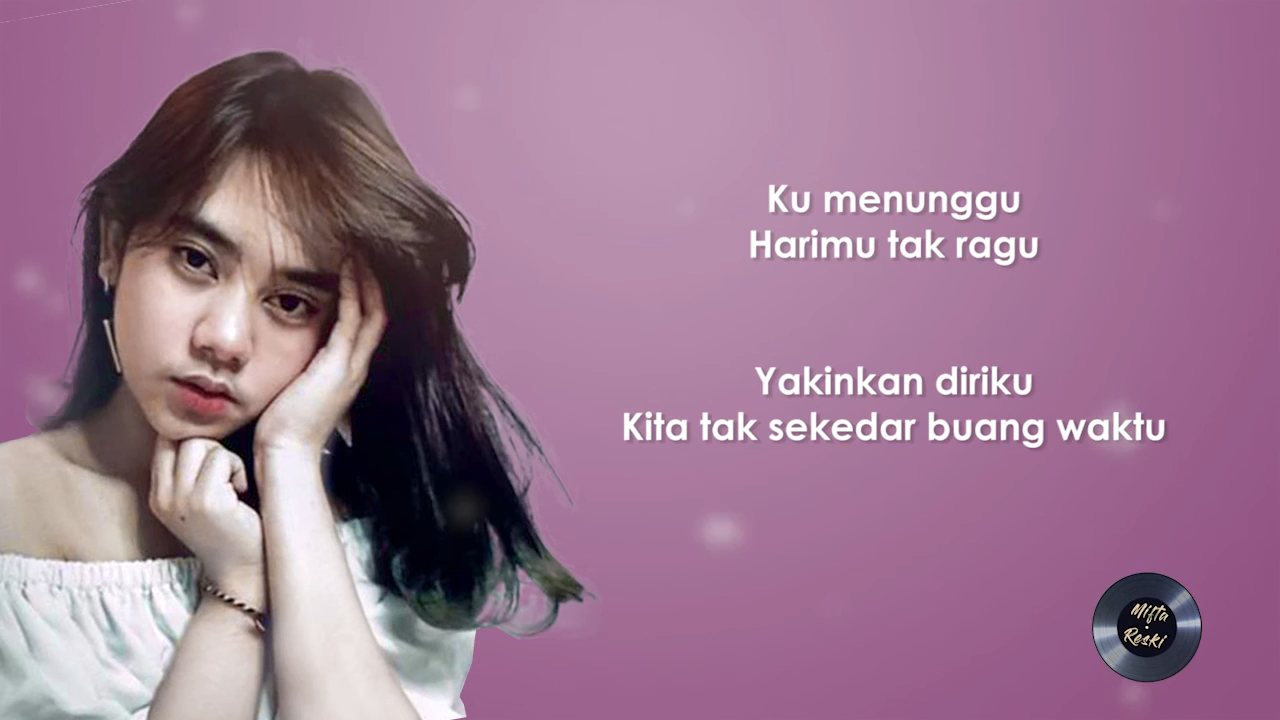 Ku menunggu
Harimu tak ragu
Yakinkan diriku
Kita tak sekedar buang waktu
Mifta
Reski